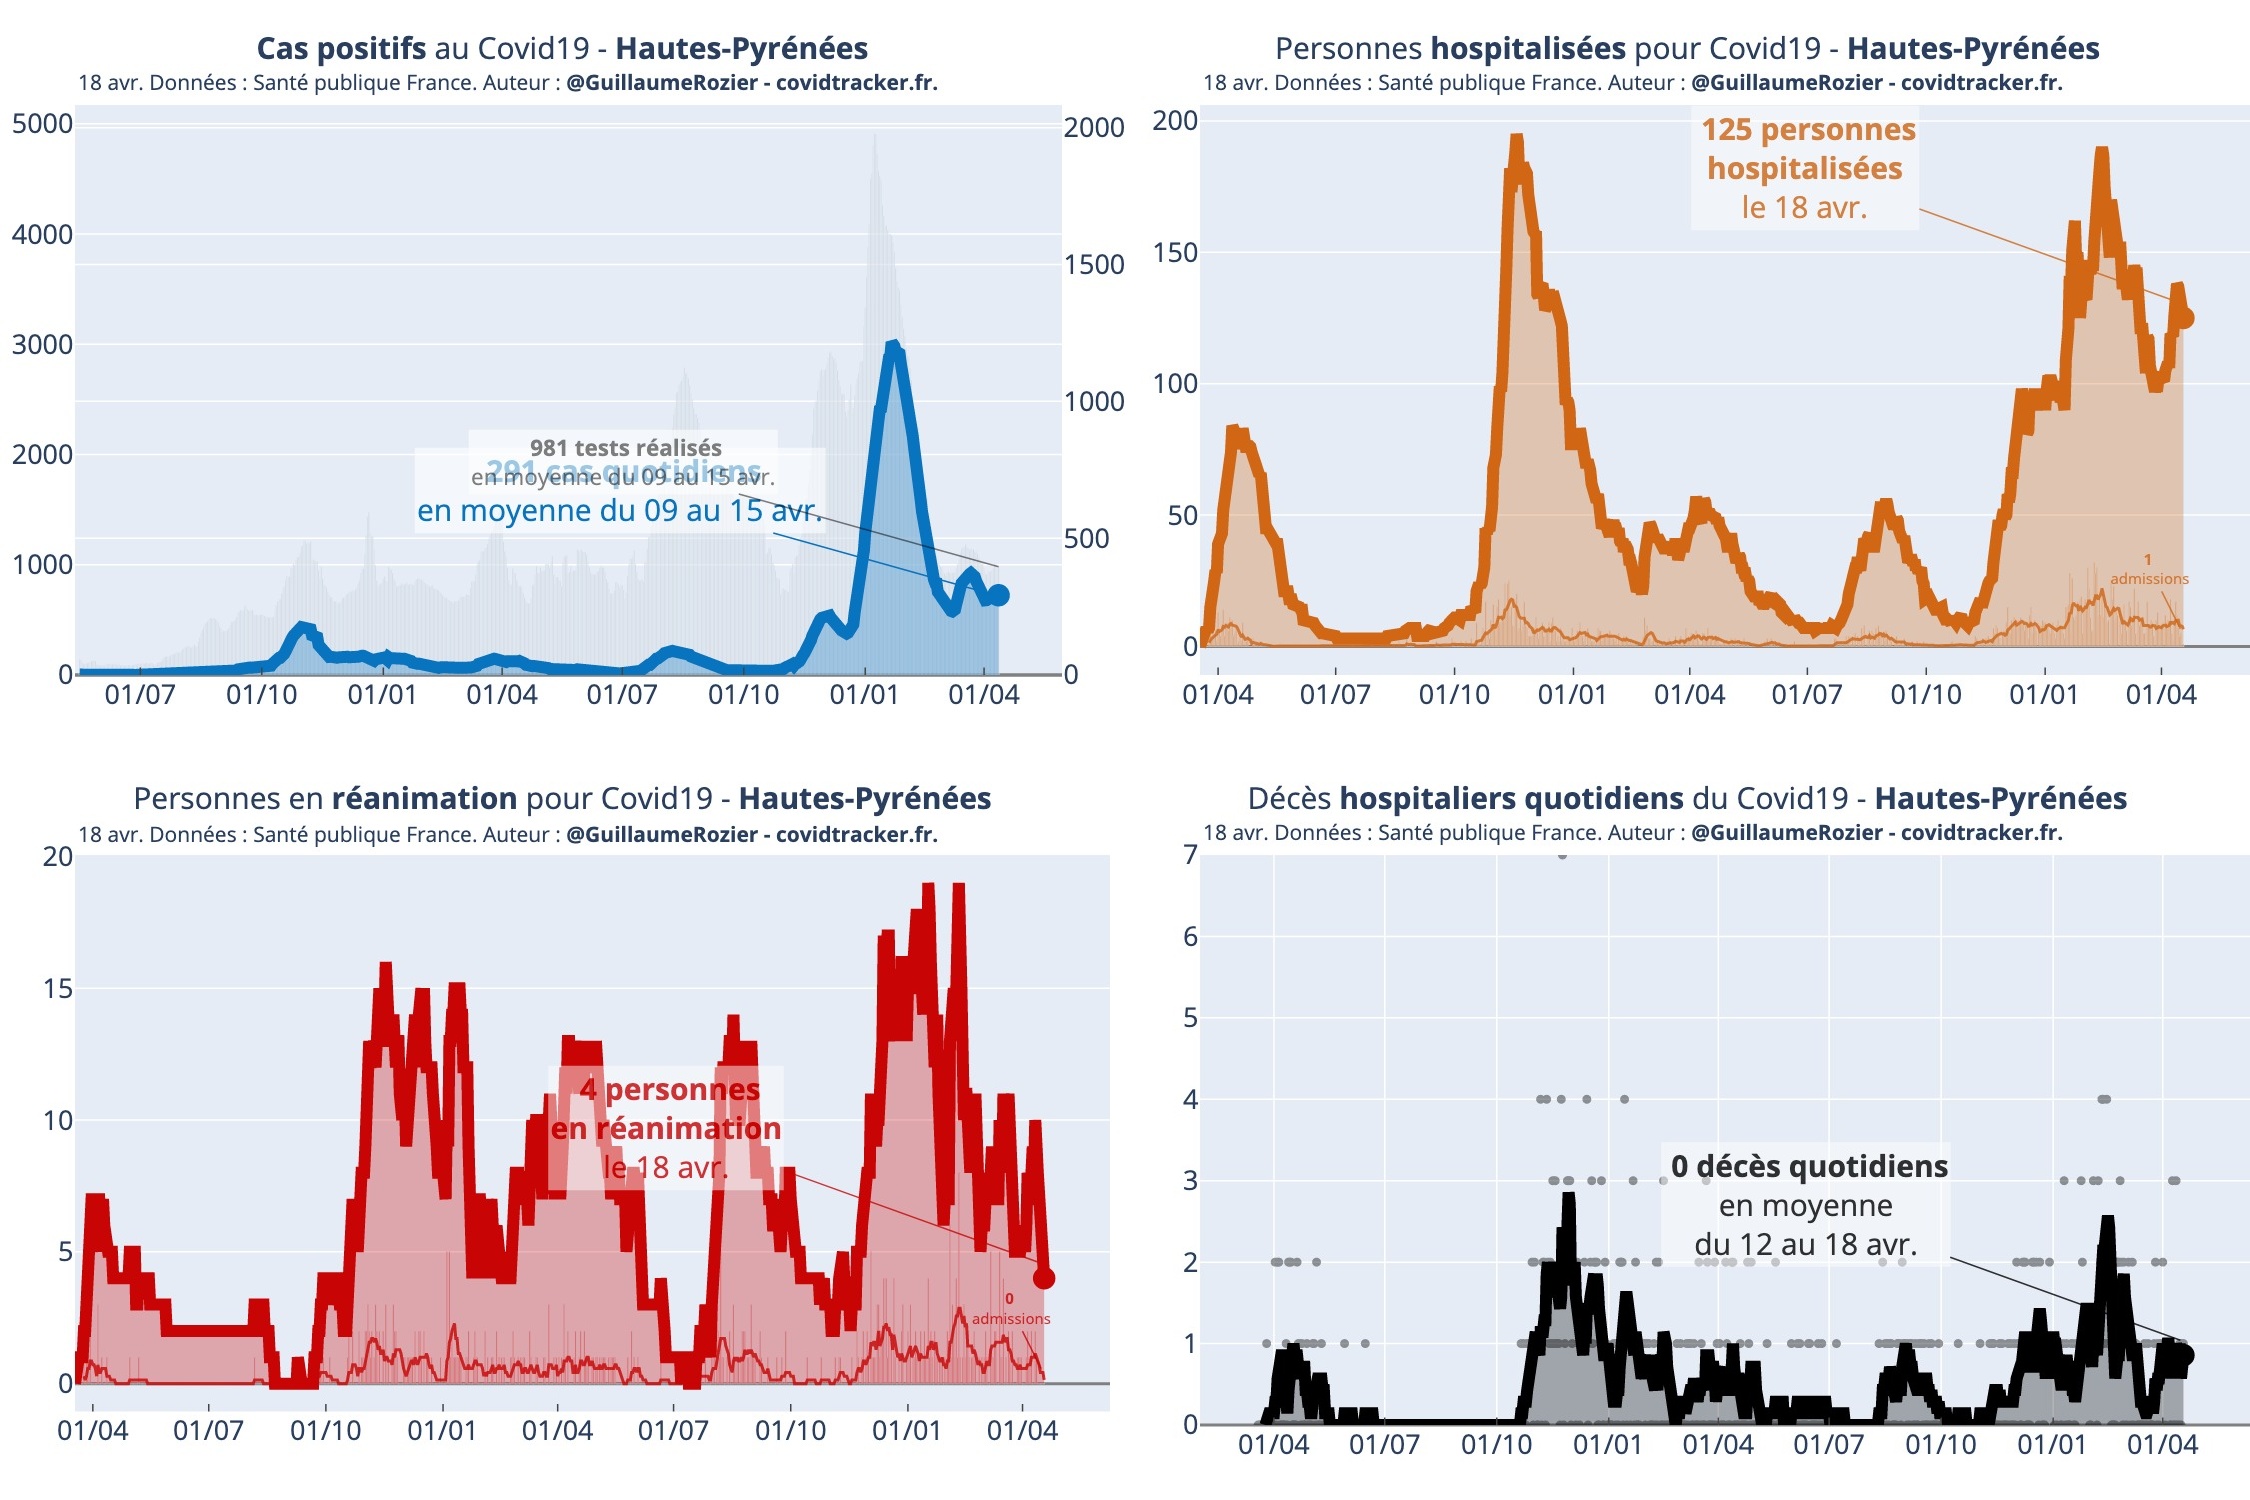 Cas positifs au Covid19 - Hautes-Pyrénées
18 avr. Données : Santé publique France. Auteur : @GuillaumeRozier - covidtracker.fr.
5000
4000
3000
2000
1000
0
2000
1500
1000
500
0
981 tests réalisés
en moyenne du 09 au 15 avr.
291 cas quotidiens
en moyenne du 09 au 15 avr.
01/07 01/10 01/01 01/04 01/07 01/10 01/01 01/04
Personnes hospitalisées pour Covid19 - Hautes-Pyrénées
18 avr. Données : Santé publique France. Auteur : @GuillaumeRozier - covidtracker.fr.
200
150
100
50
0
125 personnes
hospitalisées
le 18 avr.
1
admissions
01/04 01/07 01/10 01/01 01/04 01/07 01/10 01/01 01/04
Personnes en réanimation pour Covid19 - Hautes-Pyrénées
18 avr. Données : Santé publique France. Auteur : @GuillaumeRozier - covidtracker.fr.
20
15
10
5
0
4 personnes
en réanimation
le 18 avr.
0
admissions
01/04 01/07 01/10 01/01 01/04 01/07 01/10 01/01 01/04
Décès hospitaliers quotidiens du Covid19 - Hautes-Pyrénées
18 avr. Données : Santé publique France. Auteur : @GuillaumeRozier - covidtracker.fr.
7
6
5
4
3
2
1
0
0 décès quotidiens
en moyenne
du 12 au 18 avr.
01/04 01/07 01/10 01/01 01/04 01/07 01/10 01/01 01/04